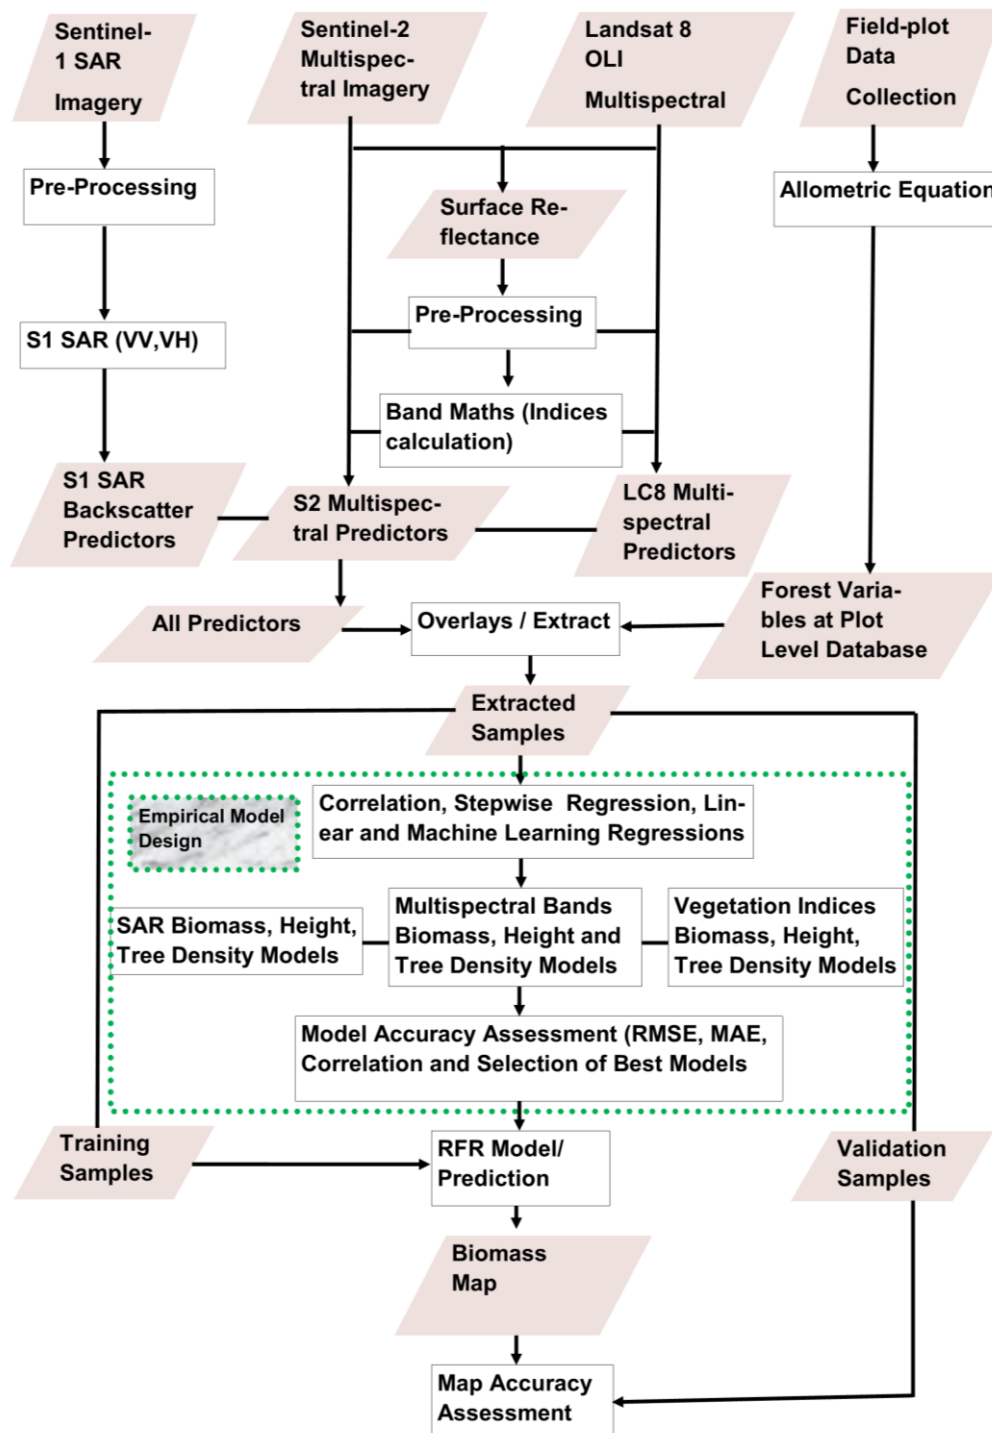 Sentinel-
1 SAR
Imagery
Sentinel-2
Multispec-
tral Imagery
Landsat 8
OLI
Multispectral
Field-plot
Data
Collection
Pre-Processing
Allometric Equation
Surface Re-
flectance
Pre-Processing
S1 SAR (VV,VH)
Band Maths (Indices
calculation)
S1 SAR
Backscatter
Predictors
S2 Multispec-
tral Predictors
LC8 Multi-
spectral
Predictors
All Predictors
Overlays / Extract
Forest Varia-
bles at Plot
Level Database
Extracted
Samples
Empirical Model
Design
Correlation, Stepwise Regression, Lin-
ear and Machine Learning Regressions
SAR Biomass, Height,
Tree Density Models
Multispectral Bands
Biomass, Height and
Tree Density Models
Vegetation Indices
Biomass, Height,
Tree Density Models
Model Accuracy Assessment (RMSE, MAE,
Correlation and Selection of Best Models
Training
Samples
RFR Model/
Prediction
Validation
Samples
Biomass
Map
Map Accuracy
Assessment